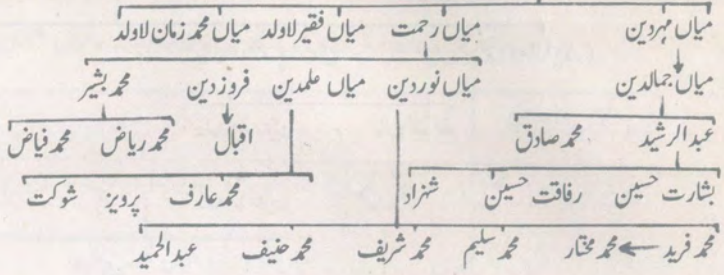 میاں مہردین میاں رحمت میاں فقیر لاولد میاں محمد زمان لاولد
میاں جمالدین میاں نوردین میاں علمدین فروزدین محمد بشیر
عبدالرشید محمد صادق اقبال محمد ریاض محمد فیاض
بشارت حسین رفاقت حسین شہزاد محمد عارف پرویز شوکت
محمد فرید محمد مختار محمد سلیم محمد شریف محمد حنیف عبدالحمید